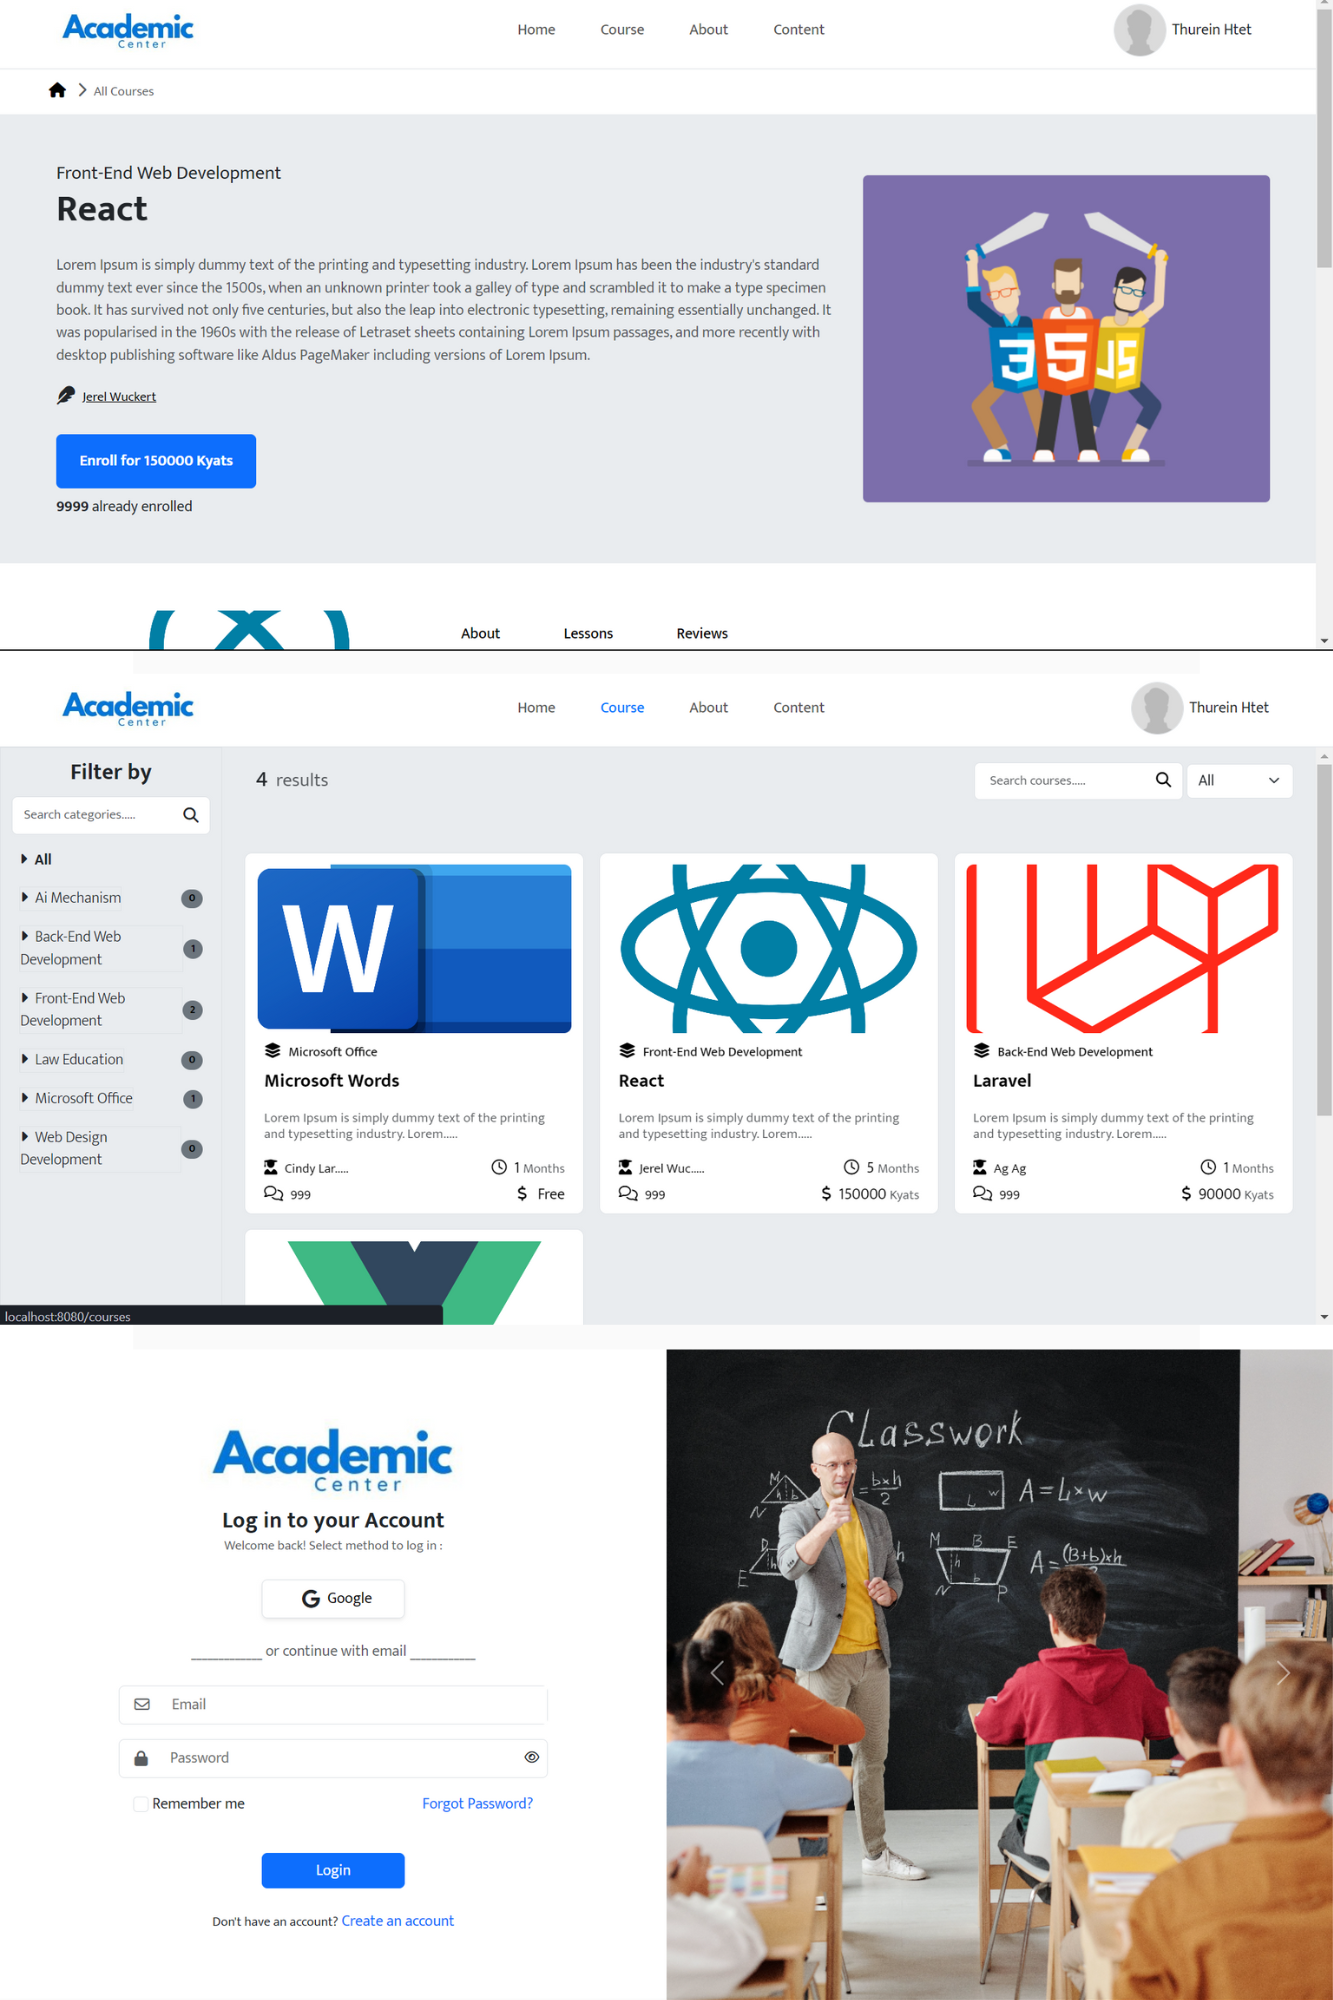 Academic
Center
Home
Course
About
Content
Thurein Htet
All Courses
Front-End Web Development
React
Lorem Ipsum is simply dummy text of the printing and typesetting industry. Lorem Ipsum has been the industry's standard
dummy text ever since the 1500s, when an unknown printer took a galley of type and scrambled it to make a type specimen
book. It has survived not only five centuries, but also the leap into electronic typesetting, remaining essentially unchanged. It
was popularised in the 1960s with the release of Letraset sheets containing Lorem Ipsum passages, and more recently with
desktop publishing software like Aldus PageMaker including versions of Lorem Ipsum.
Jerel Wuckert
Enroll for 150000 Kyats
9999 already enrolled
3
5
JS
About
Lessons
Reviews
Academic
Center
Home
Course
About
Content
Thurein Htet
Filter by
Search categories.....
All
Ai Mechanism
0
Back-End Web
Development
1
Front-End Web
Development
2
Law Education
0
Microsoft Office
1
Web Design
Development
0
4 results
Search courses.....
All
W
Microsoft Office
Microsoft Words
Lorem Ipsum is simply dummy text of the printing
and typesetting industry. Lorem.....
Cindy Lar.....
1 Months
999
$ Free
Front-End Web Development
React
Lorem Ipsum is simply dummy text of the printing
and typesetting industry. Lorem.....
Jerel Wuc.....
5 Months
999
$ 150000 Kyats
Back-End Web Development
Laravel
Lorem Ipsum is simply dummy text of the printing
and typesetting industry. Lorem.....
Ag Ag
1 Months
999
$ 90000 Kyats
localhost:8080/courses
Academic
Center
Log in to your Account
Welcome back! Select method to log in :
G Google
____________ or continue with email ___________
Email
Password
Remember me
Forgot Password?
Login
Don't have an account? Create an account
Classwork
M
h
b
N
= bxh
2
L
w
A=L×w
D
h
E
h
M
B
E
h
b
N
P
A=(B+b)xh